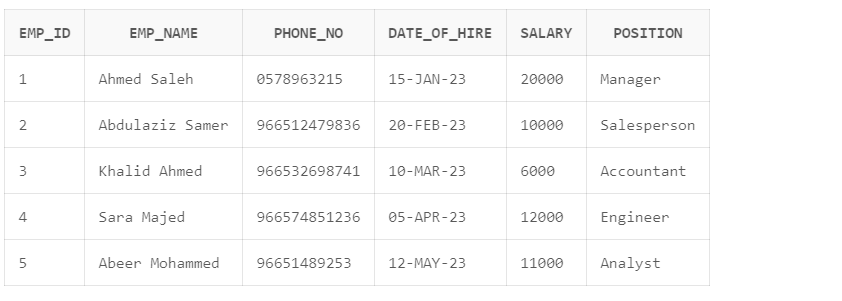 EMP_ID EMP_NAME PHONE_NO DATE_OF_HIRE SALARY POSITION
1 Ahmed Saleh 0578963215 15-JAN-23 20000 Manager
2 Abdulaziz Samer 966512479836 20-FEB-23 10000 Salesperson
3 Khalid Ahmed 966532698741 10-MAR-23 6000 Accountant
4 Sara Majed 966574851236 05-APR-23 12000 Engineer
5 Abeer Mohammed 96651489253 12-MAY-23 11000 Analyst